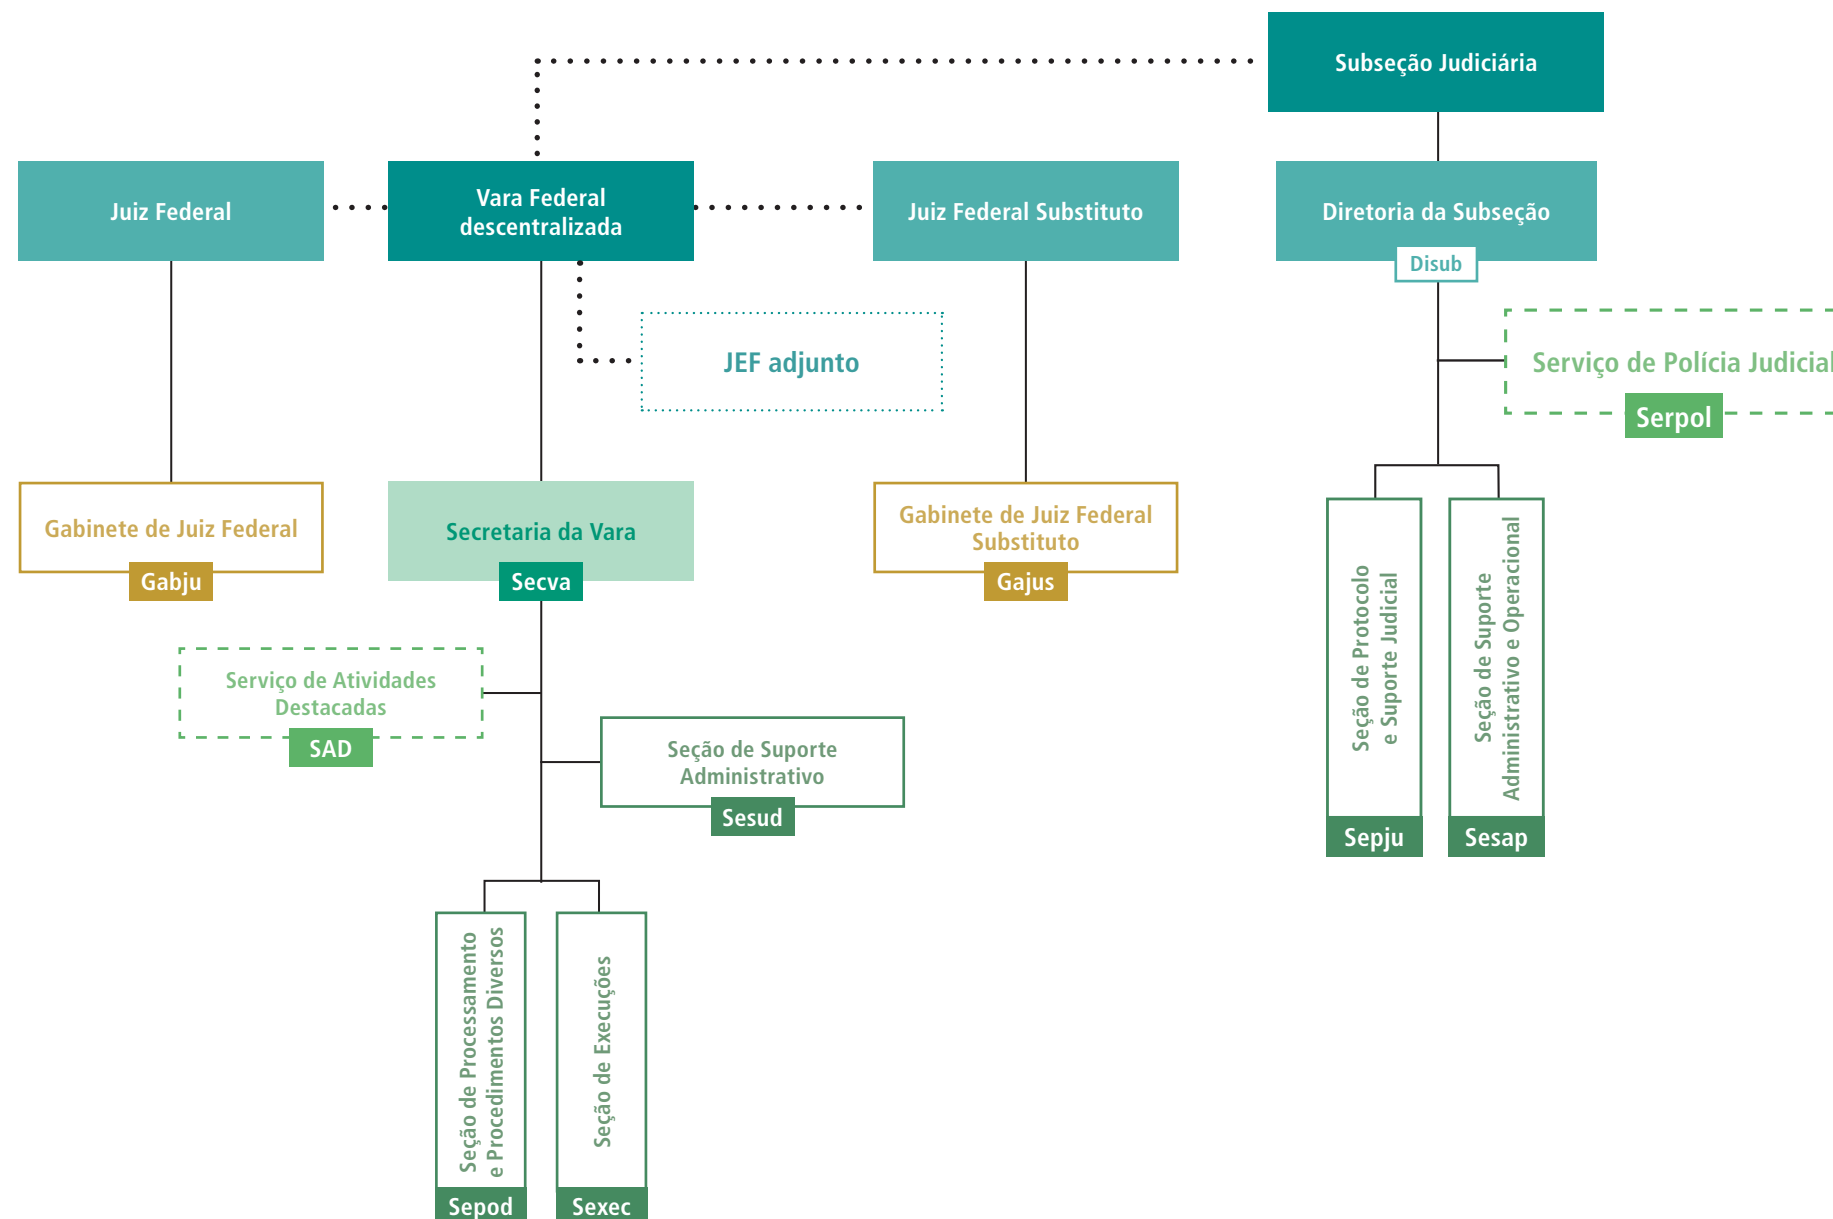 Subseção Judiciária
Juiz Federal
Vara Federal
descentralizada
Juiz Federal Substituto
Diretoria da Subseção
Disub
JEF adjunto
Serviço de Polícia Judicial
Serpol
Gabinete de Juiz Federal
Gabju
Secretaria da Vara
Secva
Gabinete de Juiz Federal
Substituto
Gajus
Seção de Protocolo
e Suporte Judicial
Sepju
Seção de Suporte
Administrativo e Operacional
Sesap
Serviço de Atividades
Destacadas
SAD
Seção de Suporte
Administrativo
Sesud
Seção de Processamento
e Procedimentos Diversos
Sepod
Seção de Execuções
Sexec